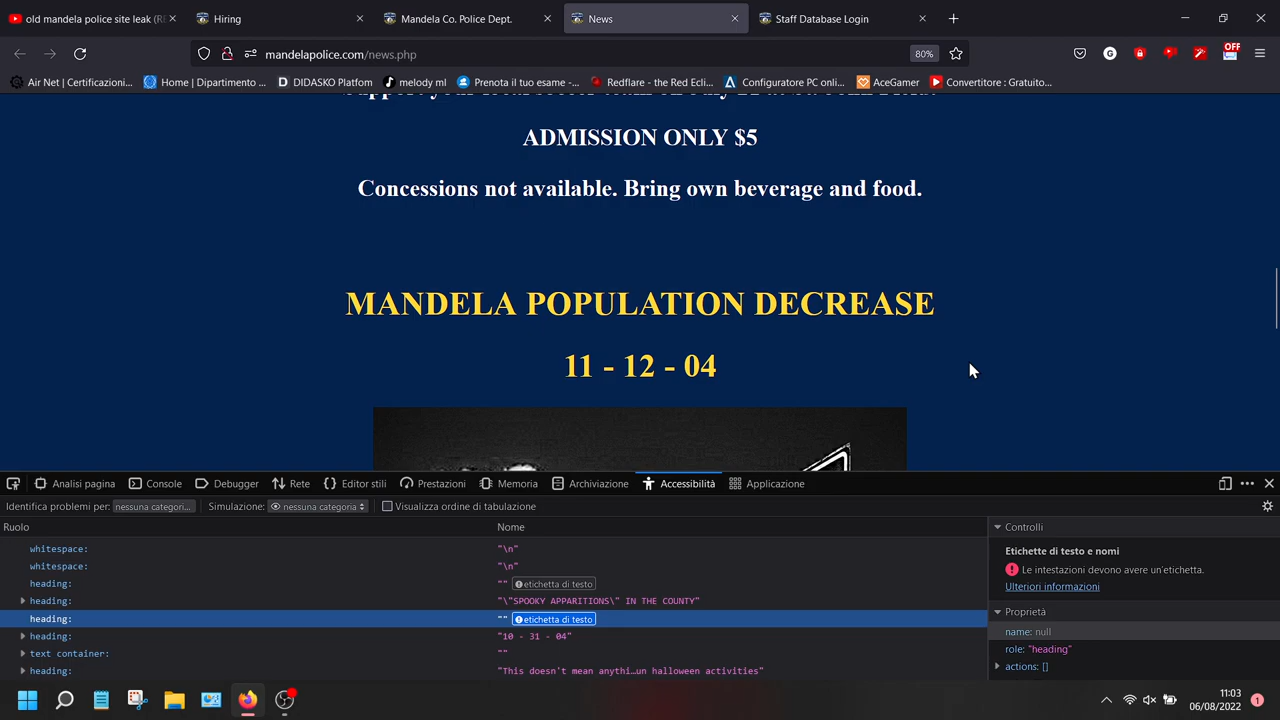 old mandela police site leak (RE
Hiring
Mandela Co. Police Dept.
News
Staff Database Login
mandelapolice.com/news.php
80%
OFF
Air Net | Certificazioni...
Home | Dipartimento ...
DIDASKO Platfom
melody ml
Prenota il tuo esame -...
Redflare - the Red Ecli...
Configuratore PC onlin...
AceGamer
Convertitore : Gratuito...
ADMISSION ONLY $5
Concessions not available. Bring own beverage and food.
MANDELA POPULATION DECREASE
11 - 12 - 04
Analisi pagina
Console
Debugger
Rete
Editor stili
Prestazioni
Memoria
Archiviazione
Accessibilità
Applicazione
Identifica problemi per: nessuna categori...
Simulazione: nessuna categoria
Visualizza ordine di tabulazione
Ruolo
Nome
whitespace: "\n"
whitespace: "\n"
heading: "" etichetta di testo
heading: "\"SPOOKY APPARITIONS\" IN THE COUNTY"
heading: "" etichetta di testo
heading: "10 - 31 - 04"
text container: ""
heading: "This doesn't mean anythi…un halloween activities"
Controlli
Etichette di testo e nomi
Le intestazioni devono avere un'etichetta.
Ulteriori informazioni
Proprietà
name: null
role: "heading"
actions: []
11:03
06/08/2022
1